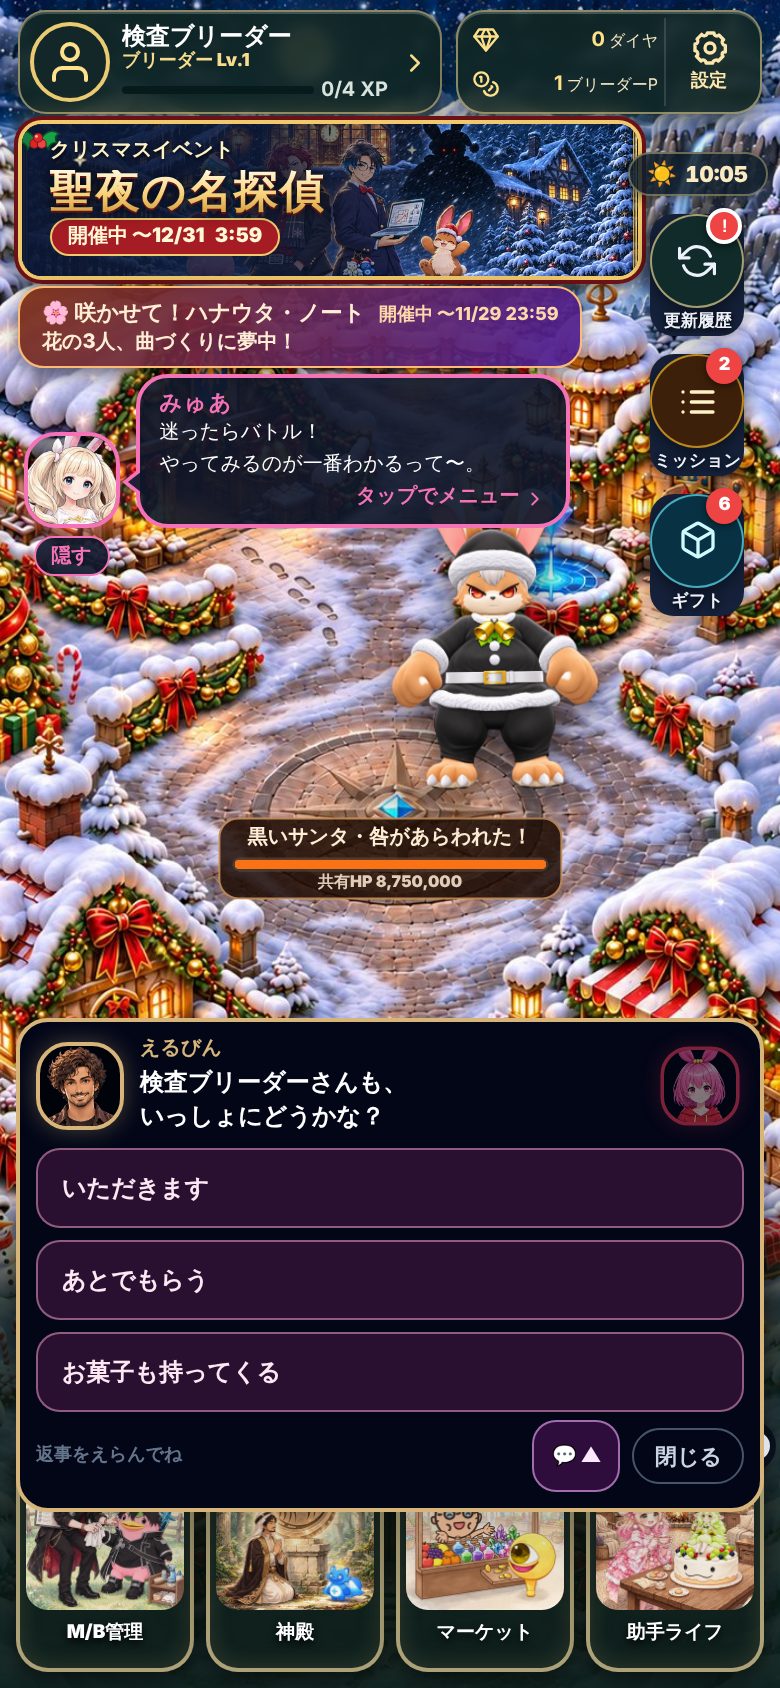 検査ブリーダー
ブリーダー Lv.1
0/4 XP
0 ダイヤ
1 ブリーダーP
設定
クリスマスイベント
聖夜の名探偵
開催中 〜12/31 3:59
10:05
!
更新履歴
🌸 咲かせて！ハナウタ・ノート 開催中 〜11/29 23:59
花の3人、曲づくりに夢中！
2
ミッション
みゅあ
迷ったらバトル！
やってみるのが一番わかるって〜。
タップでメニュー
隠す
6
ギフト
黒いサンタ・咎があらわれた！
共有HP 8,750,000
えるびん
検査ブリーダーさんも、
いっしょにどうかな？
いただきます
あとでもらう
お菓子も持ってくる
返事をえらんでね
💬▲
閉じる
M/B管理
神殿
マーケット
助手ライフ